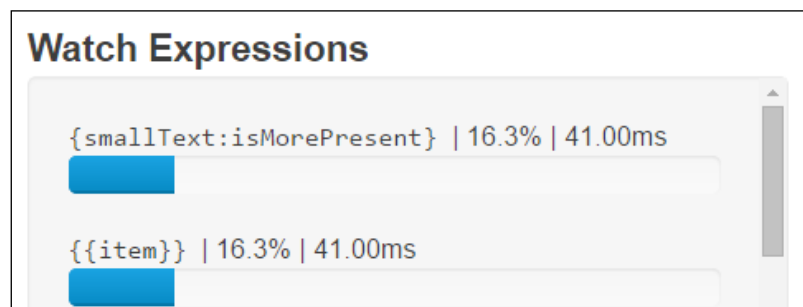 Watch Expressions
{smallText:isMorePresent} | 16.3% | 41.00ms
{{item}} | 16.3% | 41.00ms